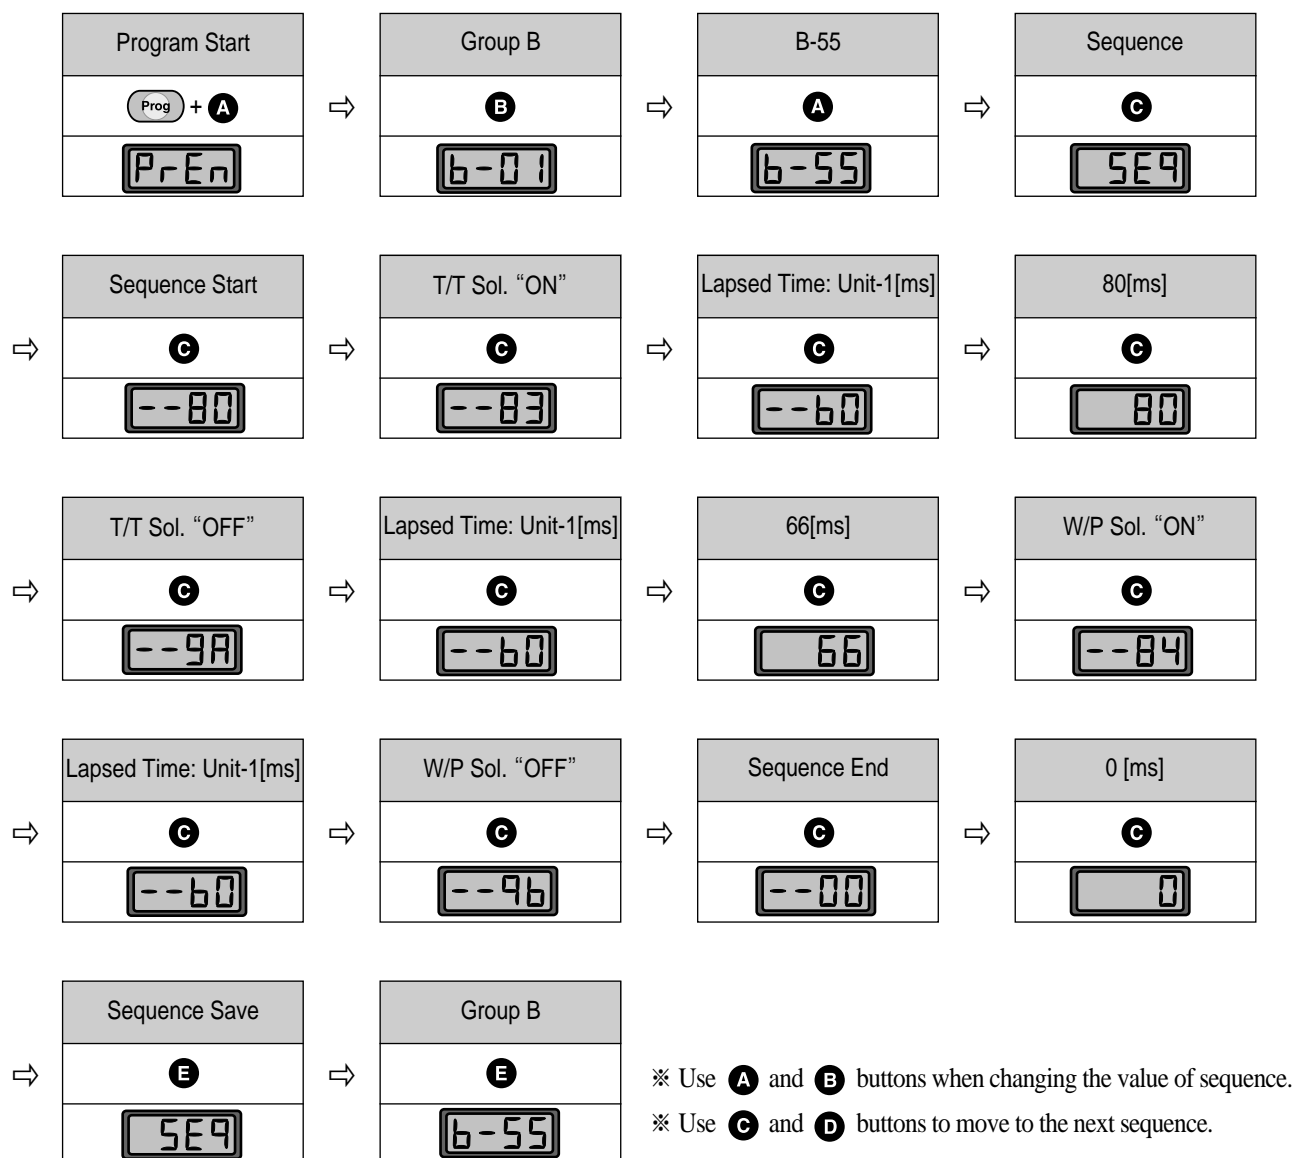 Program Start
Prog + A
PrEn
Group B
B
b-01
B-55
A
b-55
Sequence
C
SEq
Sequence Start
C
--80
T/T Sol. “ON”
C
--83
Lapsed Time: Unit-1[ms]
C
--b0
80[ms]
C
80
T/T Sol. “OFF”
C
--9A
Lapsed Time: Unit-1[ms]
C
--b0
66[ms]
C
66
W/P Sol. “ON”
C
--84
Lapsed Time: Unit-1[ms]
C
--b0
W/P Sol. “OFF”
C
--9b
Sequence End
C
--00
0 [ms]
C
0
Sequence Save
E
SEq
Group B
E
b-55
※ Use A and B buttons when changing the value of sequence.
※ Use C and D buttons to move to the next sequence.